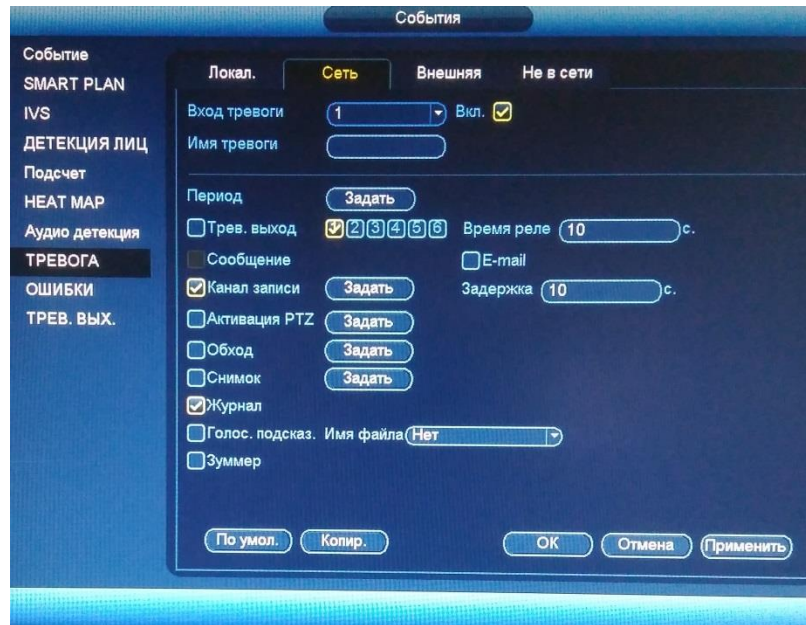 События
Событие
SMART PLAN
IVS
ДЕТЕКЦИЯ ЛИЦ
Подсчет
HEAT MAP
Аудио детекция
ТРЕВОГА
ОШИБКИ
ТРЕВ. ВЫХ.
Локал. Сеть Внешняя Не в сети
Вход тревоги 1 Вкл.
Имя тревоги
Период Задать
Трев. выход 1 2 3 4 5 6 Время реле 10 с.
Сообщение E-mail
Канал записи Задать Задержка 10 с.
Активация PTZ Задать
Обход Задать
Снимок Задать
Журнал
Голос. подсказ. Имя файла Нет
Зуммер
По умол. Копир. OK Отмена Применить